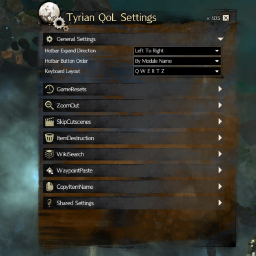 Tyrian QoL Settings
General Settings
Hotbar Expand Direction
Left To Right
Hotbar Button Order
By Module Name
Keyboard Layout
Q W E R T Z
GameResets
ZoomOut
SkipCutscenes
ItemDestruction
WikiSearch
WaypointPaste
CopyItemName
Shared Settings